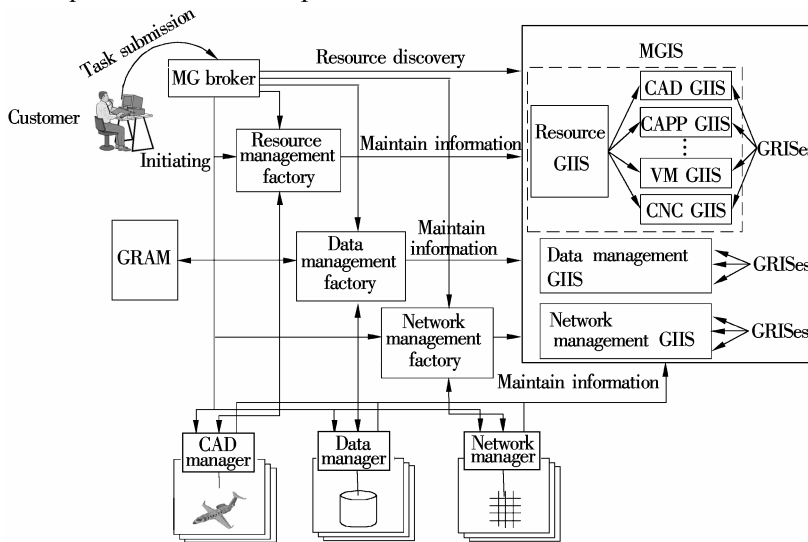 Task submission
MG broker
Customer
Initiating
Resource discovery
MGIS
Resource
management
factory
Maintain information
Resource
GIIS
CAD GIIS
CAPP GIIS
VM GIIS
CNC GIIS
GRISes
GRAM
Data
management
factory
Maintain
information
Data management
GIIS
GRISes
Network
management
factory
Network
management GIIS
GRISes
Maintain information
CAD
manager
Data
manager
Network
manager